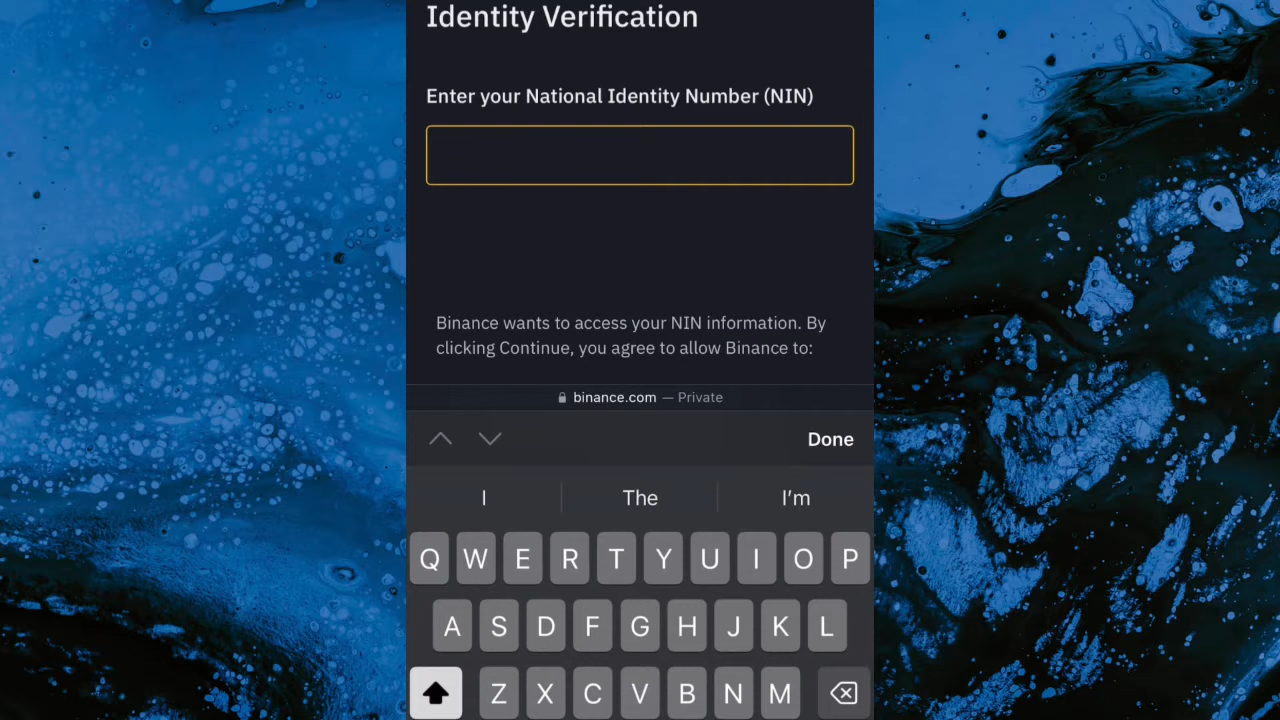 Identity Verification
Enter your National Identity Number (NIN)
Binance wants to access your NIN information. By
clicking Continue, you agree to allow Binance to:
binance.com — Private
Done
I The I’m
Q W E R T Y U I O P
A S D F G H J K L
Z X C V B N M